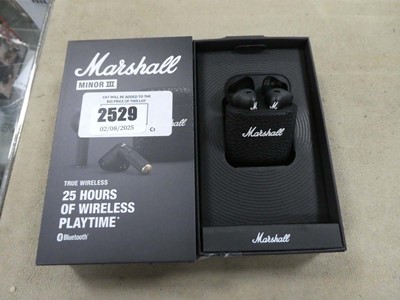 Marshall
MINOR III
VAT WILL BE ADDED TO THE
BID PRICE OF THIS LOT
2529
02/09/2025
C1
TRUE WIRELESS
25 HOURS
OF WIRELESS
PLAYTIME*
Bluetooth
Marshall
Marshall